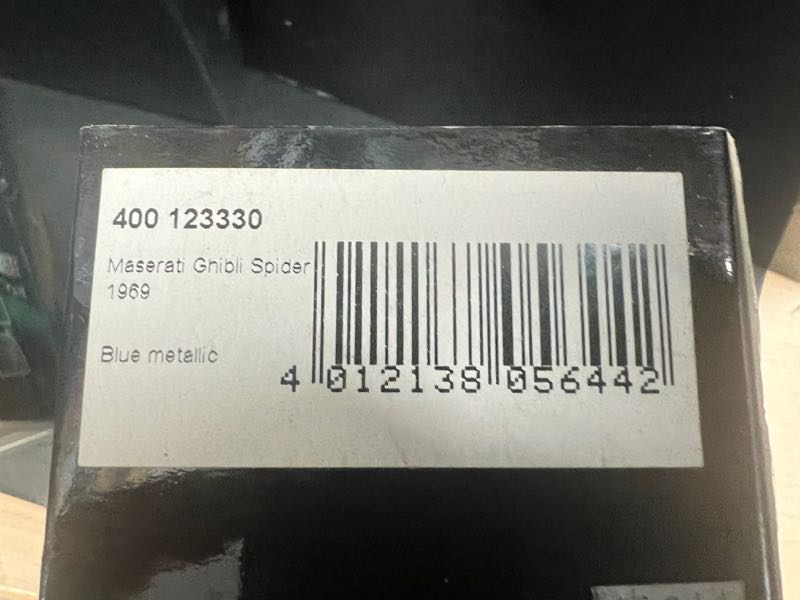 400 123330
Maserati Ghibli Spider
1969
Blue metallic
4 012138 056442